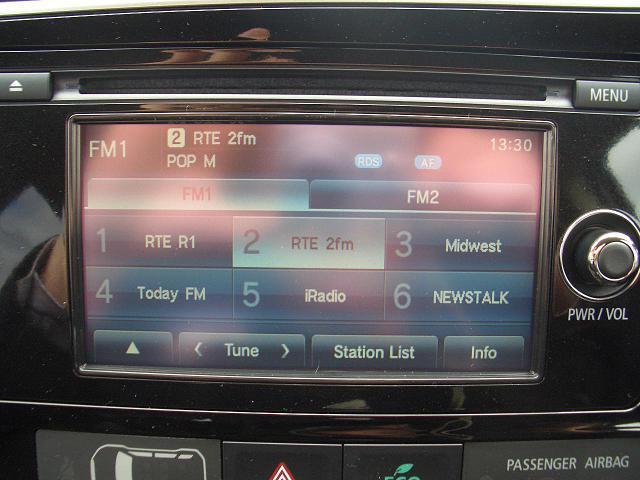 MENU
FM1 2 RTE 2fm 13:30
POP M RDS AF
FM1 FM2
1 RTE R1 2 RTE 2fm 3 Midwest
4 Today FM 5 iRadio 6 NEWSTALK
PWR / VOL
< Tune > Station List Info
PASSENGER AIRBAG
ECO